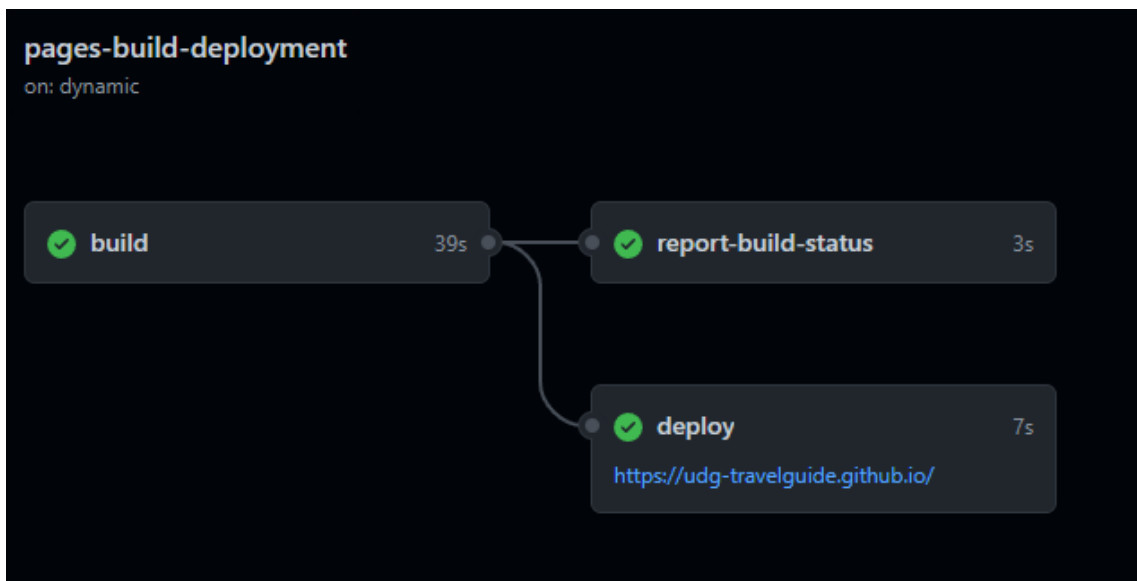 pages-build-deployment
on: dynamic
build 39s
report-build-status 3s
deploy 7s
https://udg-travelguide.github.io/